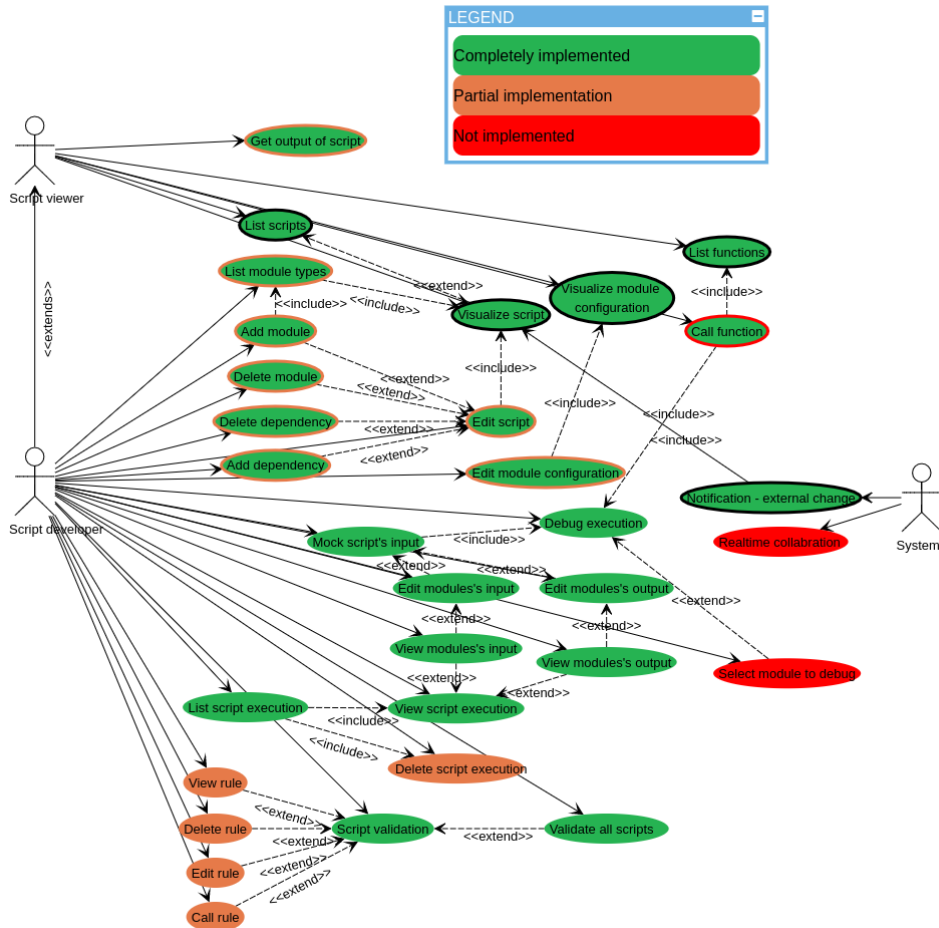 LEGEND
Completely implemented
Partial implementation
Not implemented
Script viewer
Get output of script
List scripts
List functions
List module types
<<extend>>
Visualize module
configuration
<<include>>
<<include>>
<<include>>
Visualize script
Add module
Call function
<<extends>>
<<include>>
Delete module
<<extend>>
<<extend>>
<<include>>
Delete dependency
<<extend>>
Edit script
<<include>>
<<include>>
Add dependency
<<extend>>
Edit module configuration
Notification - external change
Script developer
Debug execution
System
Mock script's input
<<include>>
Realtime collabration
<<extend>>
<<extend>>
Edit modules's input
Edit modules's output
<<extend>>
<<extend>>
<<extend>>
View modules's input
View modules's output
Select module to debug
<<extend>>
<<extend>>
List script execution
<<include>>
View script execution
<<include>>
Delete script execution
View rule
<<extend>>
Delete rule
Script validation
<<extend>>
Validate all scripts
<<extend>>
Edit rule
<<extend>>
Call rule